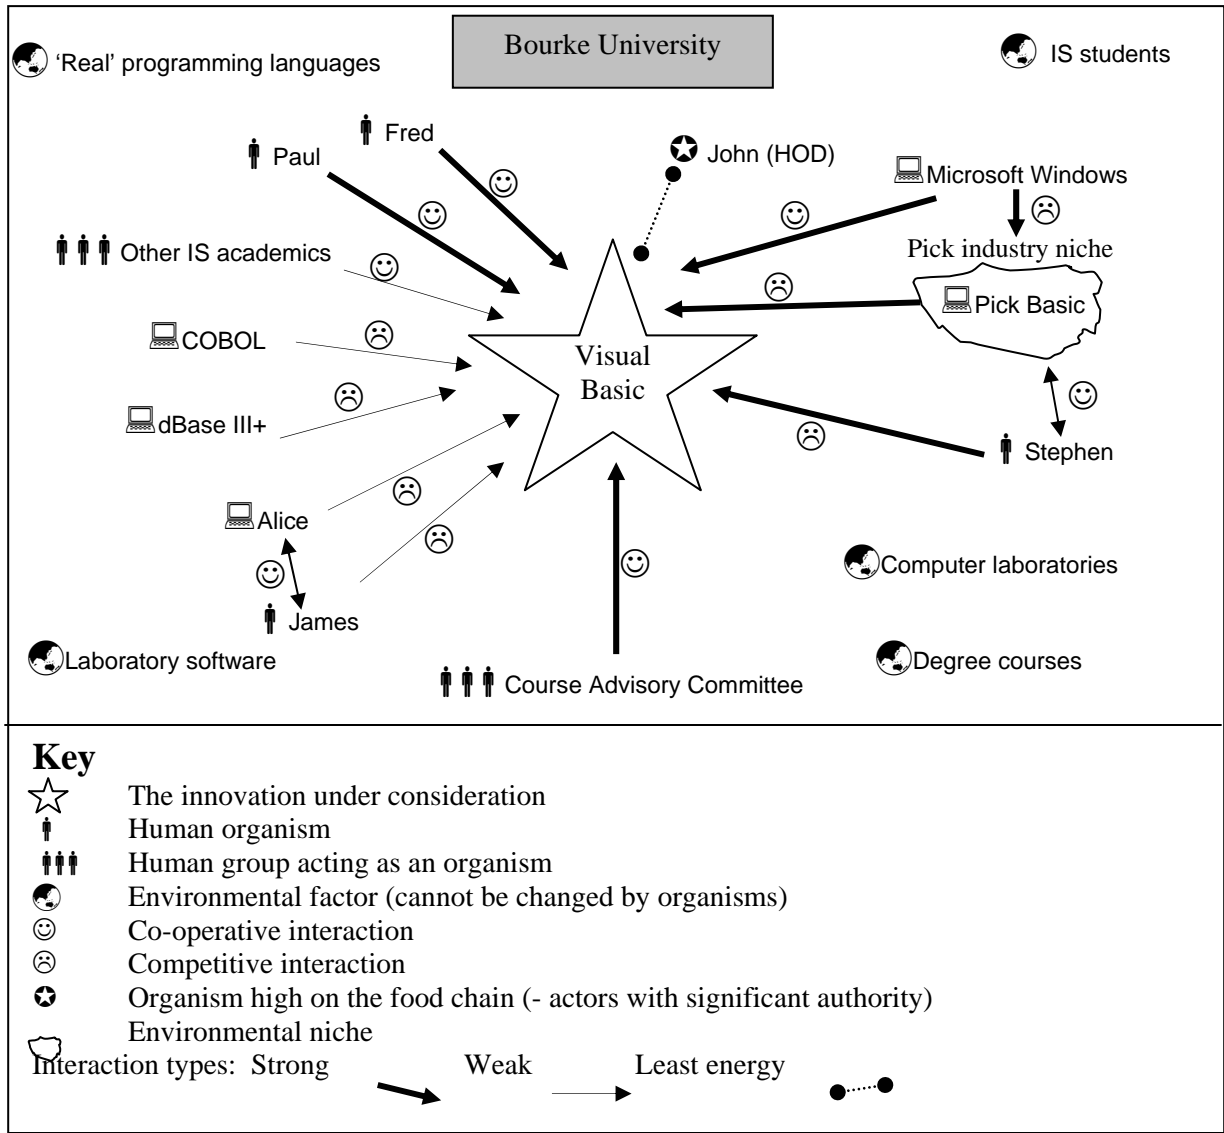 Bourke University
'Real' programming languages
IS students
Fred
Paul
John (HOD)
Microsoft Windows
Other IS academics
Pick industry niche
Pick Basic
COBOL
Visual
Basic
dBase III+
Stephen
Alice
Computer laboratories
James
Laboratory software
Degree courses
Course Advisory Committee
Key
The innovation under consideration
Human organism
Human group acting as an organism
Environmental factor (cannot be changed by organisms)
Co-operative interaction
Competitive interaction
Organism high on the food chain (- actors with significant authority)
Environmental niche
Interaction types: Strong Weak Least energy